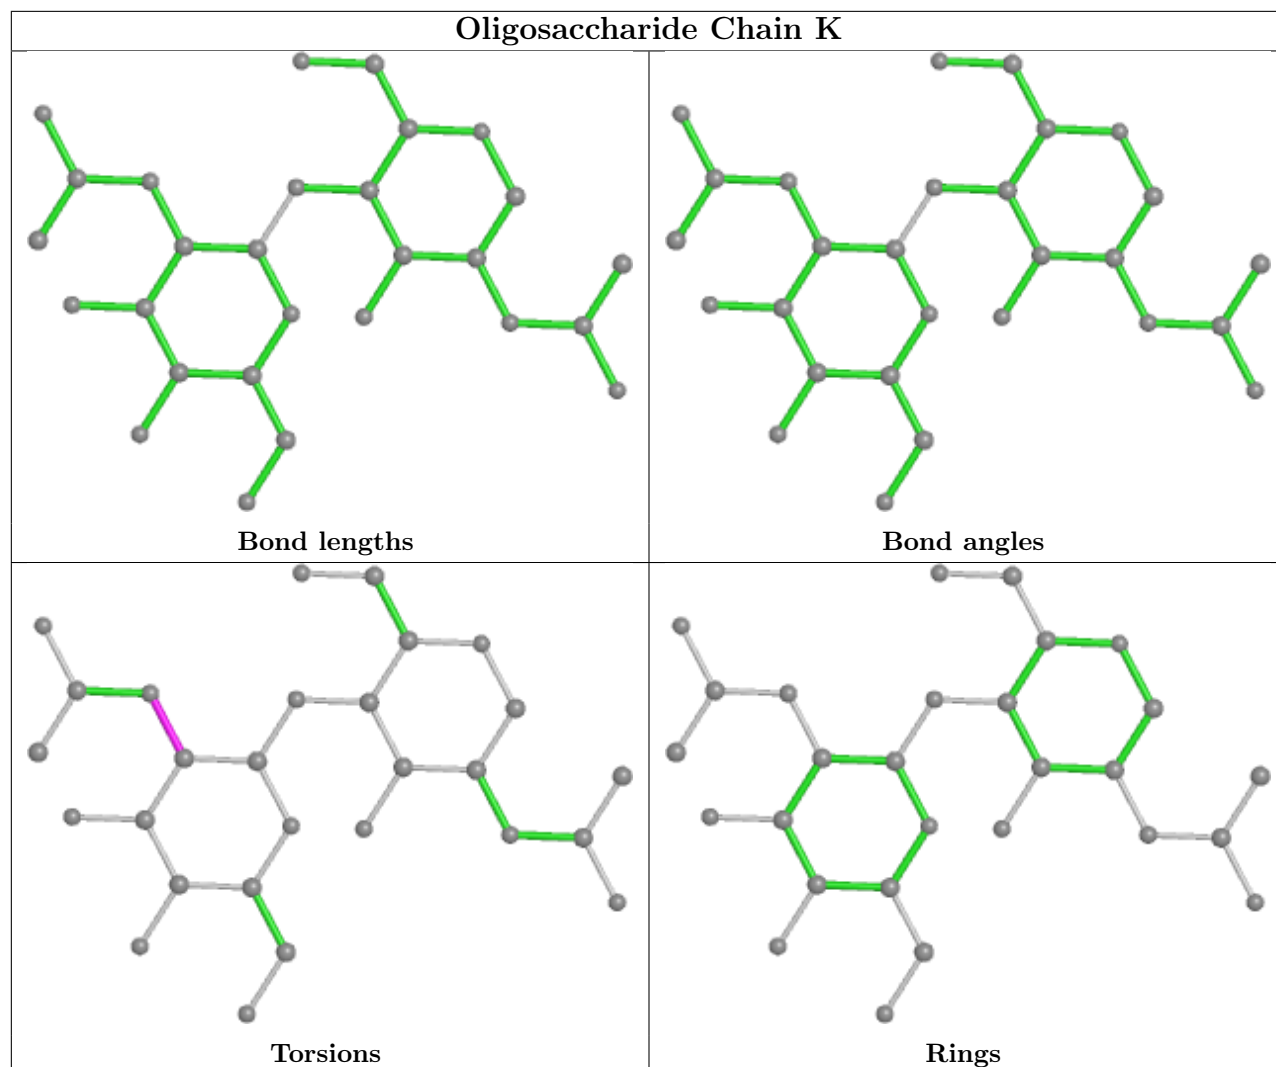 Oligosaccharide Chain K
Bond lengths
Bond angles
Torsions
Rings